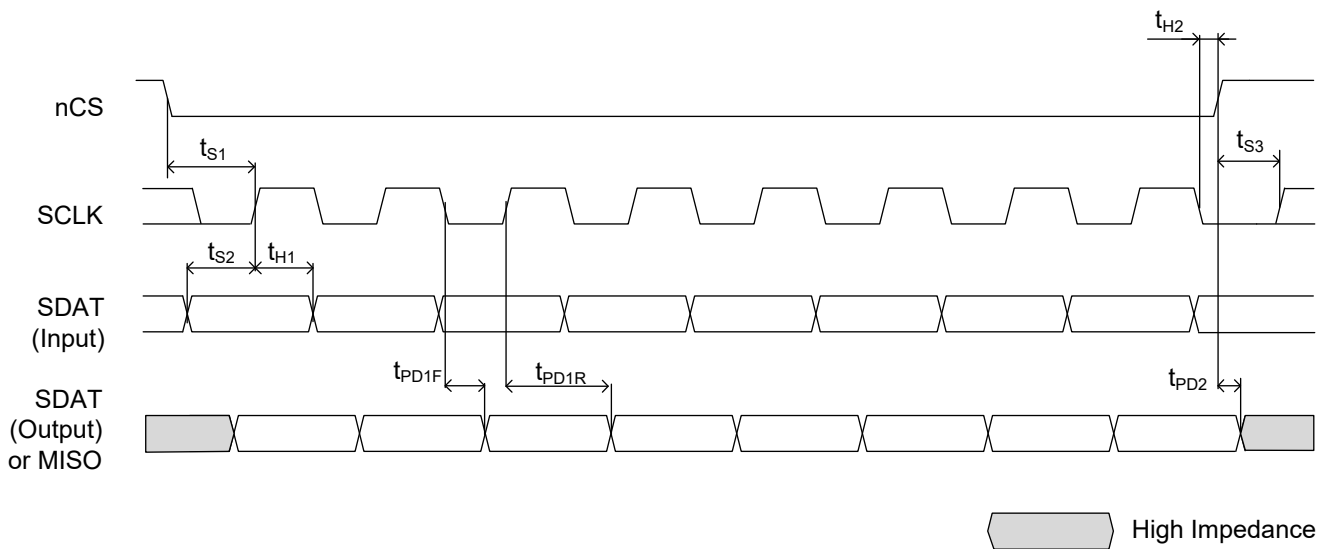 tH2
nCS
tS1
tS3
SCLK
tS2
tH1
SDAT
(Input)
tPD1F
tPD1R
tPD2
SDAT
(Output)
or MISO
High Impedance